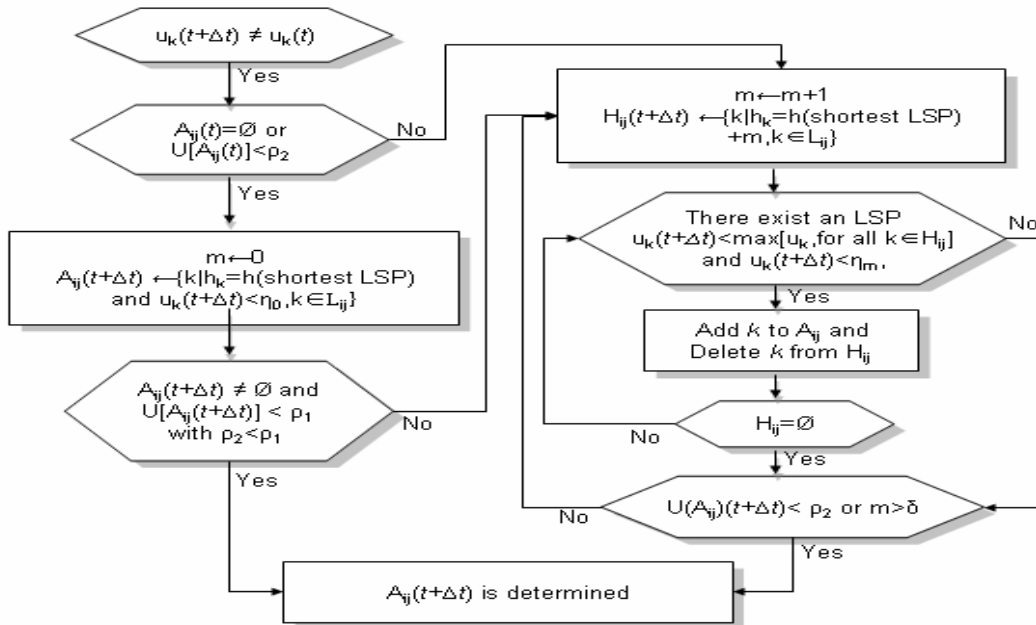 uₖ(t+Δt) ≠ uₖ(t)
Yes
Aᵢⱼ(t)=Ø or
U[Aᵢⱼ(t)]<ρ₂
No
Yes
m←0
Aᵢⱼ(t+Δt) ←{k|hₖ=h(shortest LSP)
and uₖ(t+Δt)<η₀,k∈Lᵢⱼ}
Aᵢⱼ(t+Δt) ≠ Ø and
U[Aᵢⱼ(t+Δt)] < ρ₁
with ρ₂<ρ₁
No
Yes
m←m+1
Hᵢⱼ(t+Δt) ←{k|hₖ=h(shortest LSP)
+m,k∈Lᵢⱼ}
There exist an LSP
uₖ(t+Δt)<max[uₖ,for all k∈Hᵢⱼ]
and uₖ(t+Δt)<ηₘ,
No
Yes
Add k to Aᵢⱼ and
Delete k from Hᵢⱼ
Hᵢⱼ=Ø
No
Yes
U(Aᵢⱼ)(t+Δt)< ρ₂ or m>δ
No
Yes
Aᵢⱼ(t+Δt) is determined